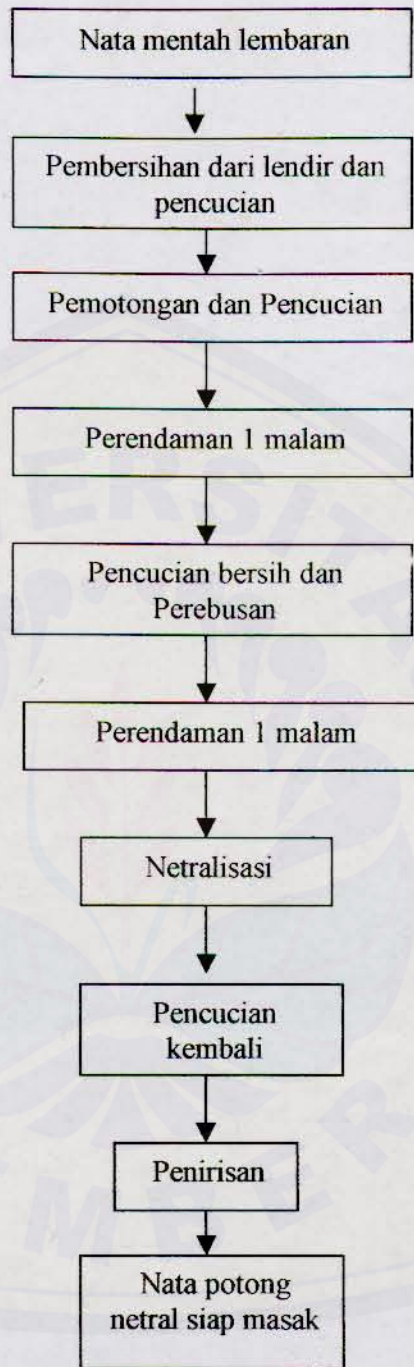 Nata mentah lembaran
Pembersihan dari lendir dan
pencucian
Pemotongan dan Pencucian
Perendaman 1 malam
Pencucian bersih dan
Perebusan
Perendaman 1 malam
Netralisasi
Pencucian
kembali
Penirisan
Nata potong
netral siap masak